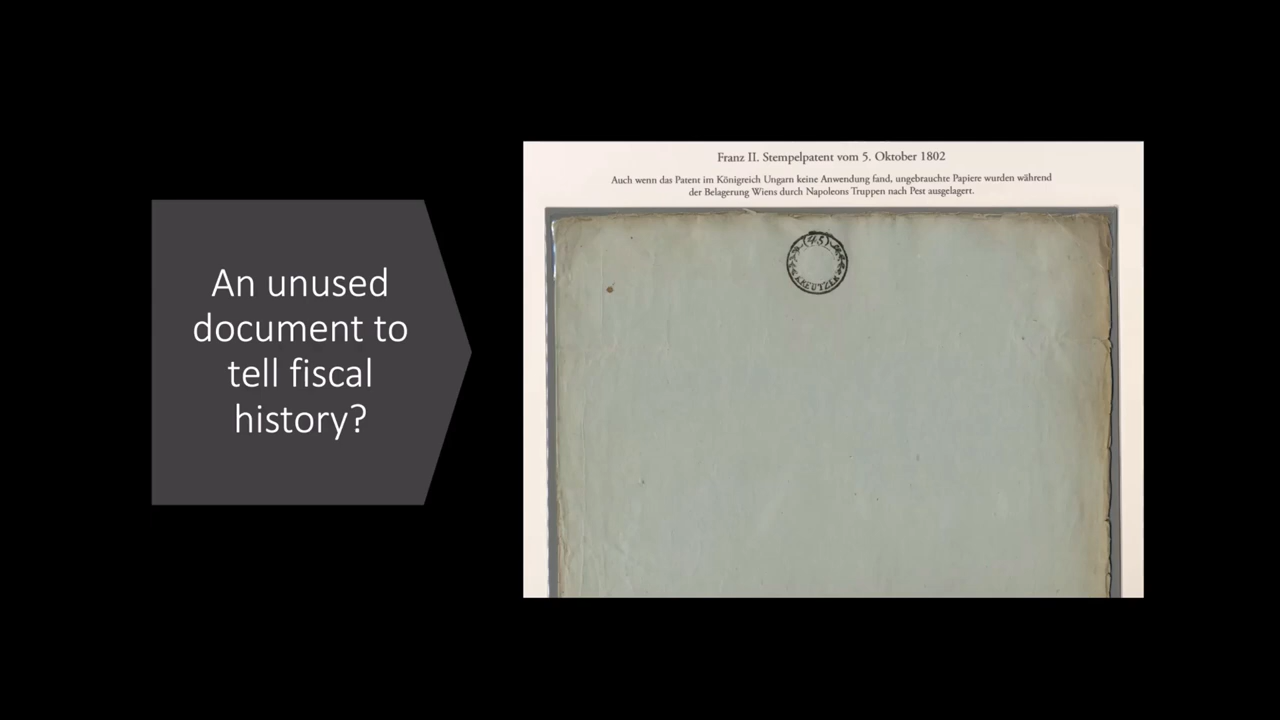 An unused
document to
tell fiscal
history?
Franz II. Stempelpatent vom 5. Oktober 1802
Auch wenn das Patent im Königreich Ungarn keine Anwendung fand, ungebrauchte Papiere wurden während
der Belagerung Wiens durch Napoleons Truppen nach Pest ausgelagert.
(45)
KREUTZER